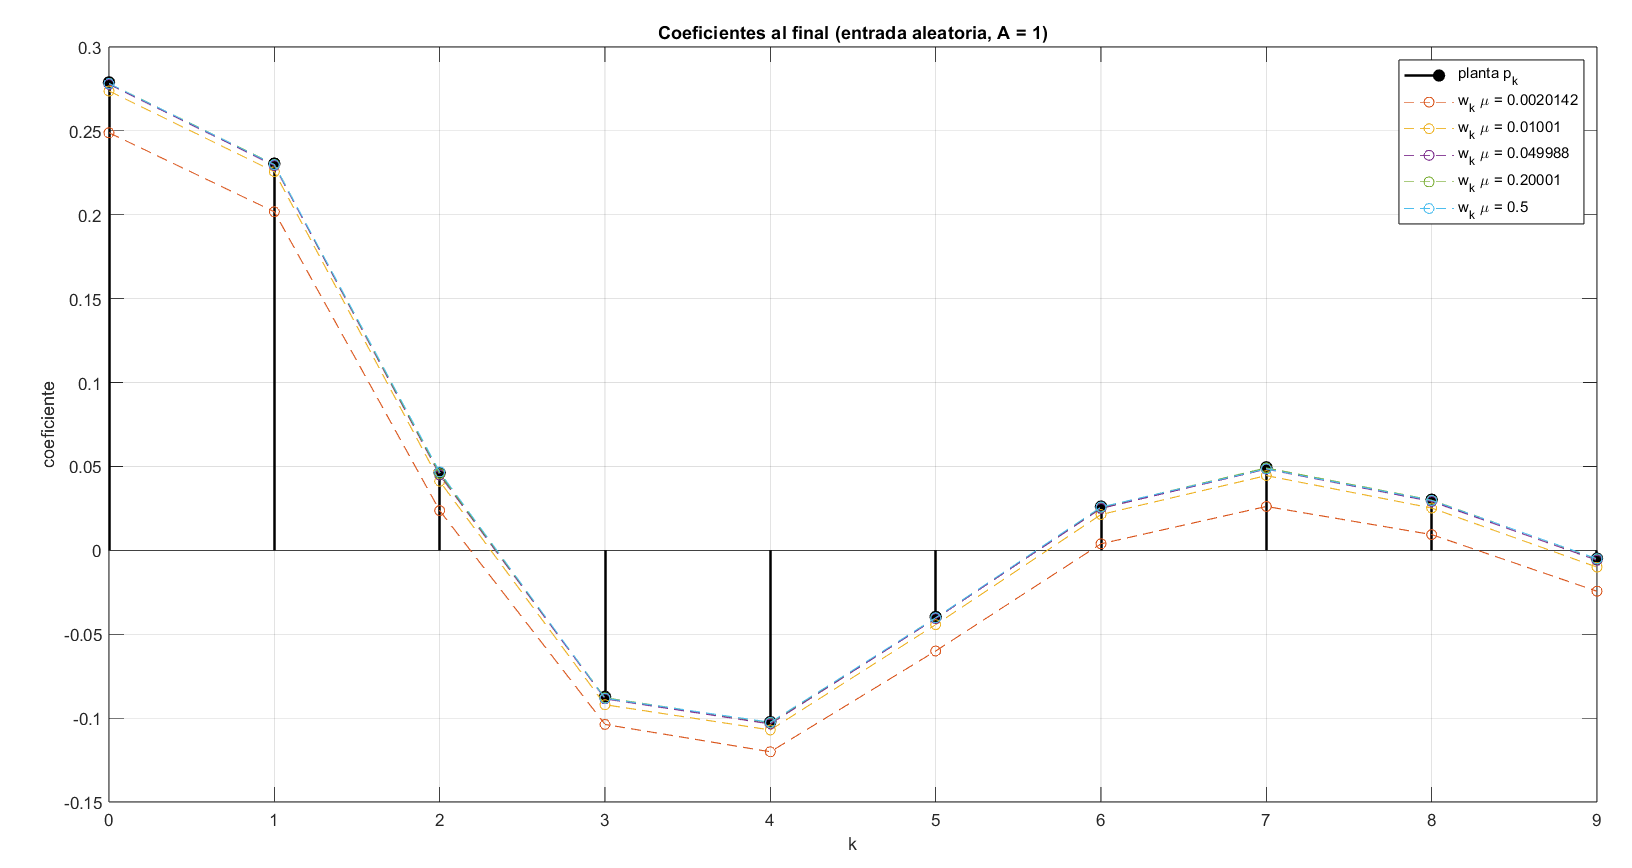 Coeficientes al final (entrada aleatoria, A = 1)
planta p_k
w_k μ = 0.0020142
w_k μ = 0.01001
w_k μ = 0.049988
w_k μ = 0.20001
w_k μ = 0.5
coeficiente
0.3
0.25
0.2
0.15
0.1
0.05
0
-0.05
-0.1
-0.15
0 1 2 3 4 5 6 7 8 9
k